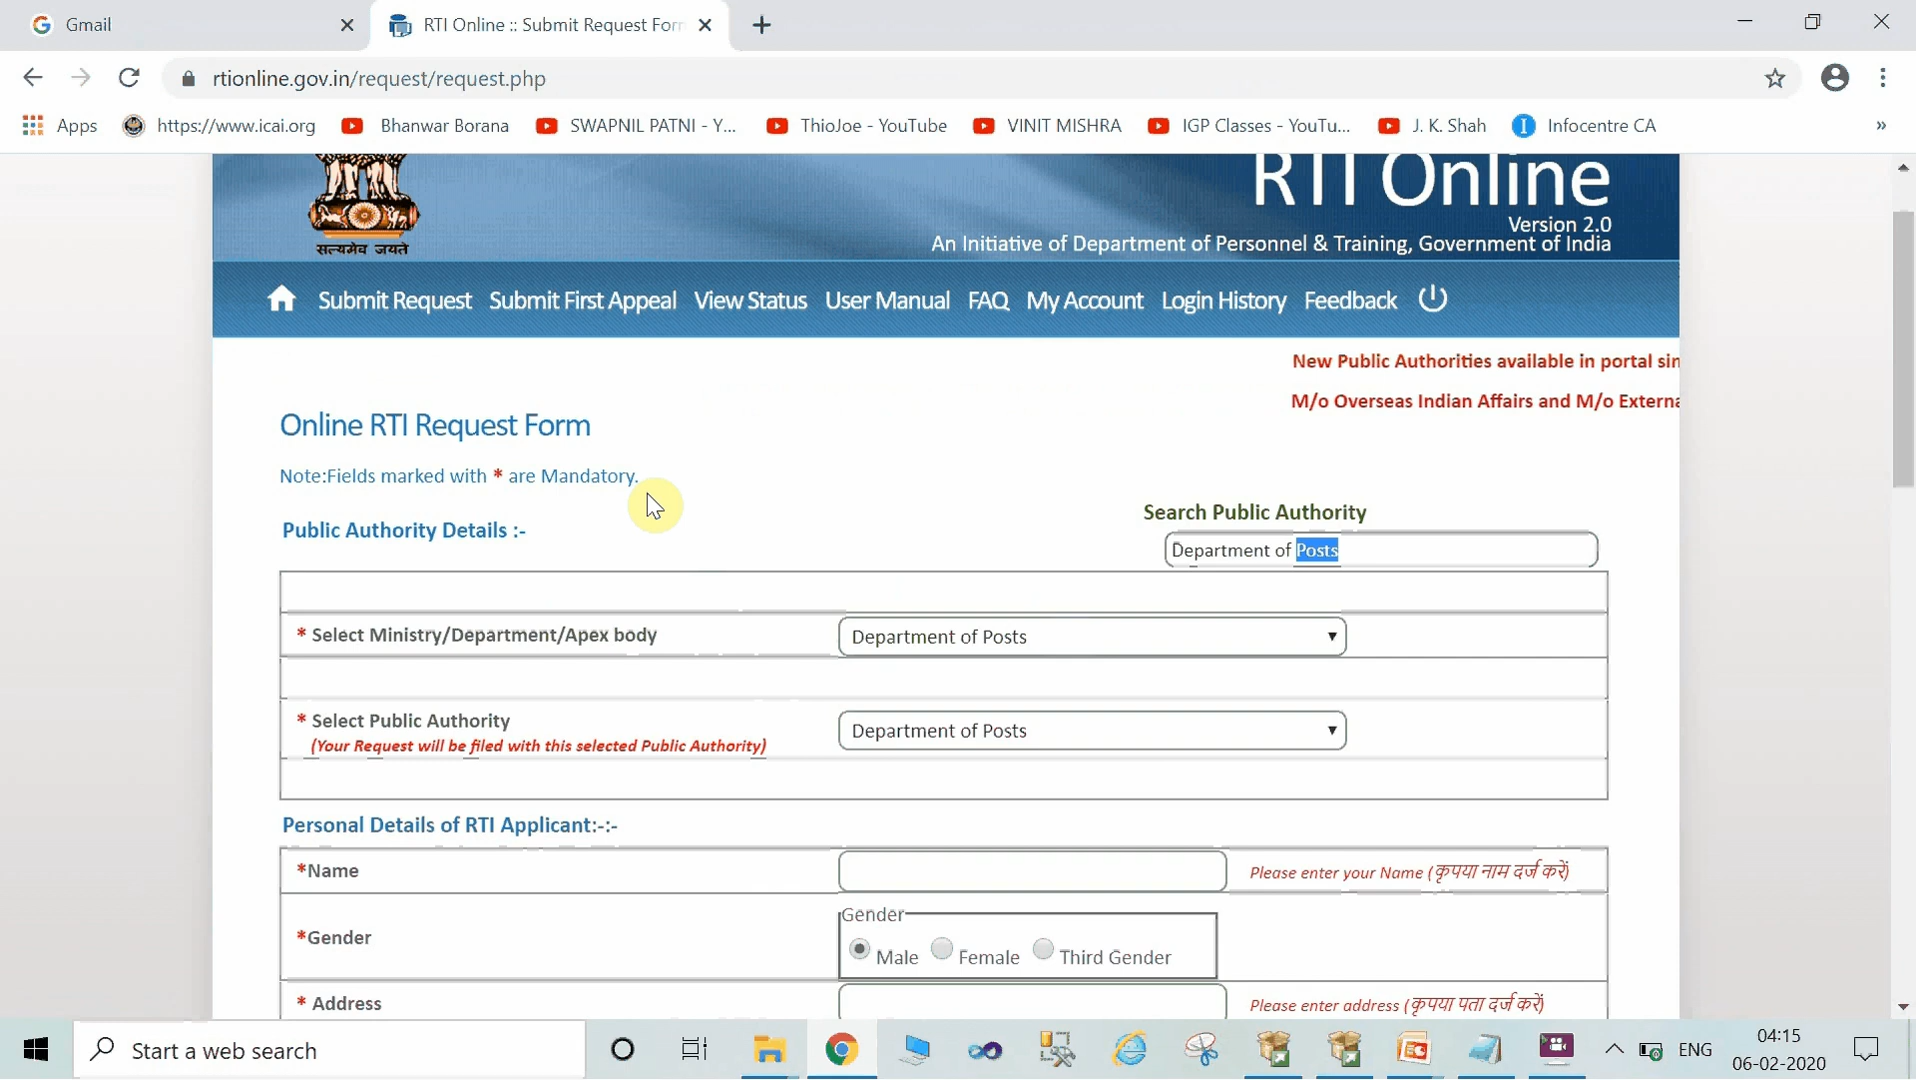 Gmail
RTI Online :: Submit Request Form
rtionline.gov.in/request/request.php
Apps https://www.icai.org Bhanwar Borana SWAPNIL PATNI - Y... ThioJoe - YouTube VINIT MISHRA IGP Classes - YouTu... J. K. Shah Infocentre CA »
सत्यमेव जयते
RTI Online
Version 2.0
An Initiative of Department of Personnel & Training, Government of India
Submit Request Submit First Appeal View Status User Manual FAQ My Account Login History Feedback
New Public Authorities available in portal sin
M/o Overseas Indian Affairs and M/o Externa
Online RTI Request Form
Note:Fields marked with * are Mandatory.
Search Public Authority
Public Authority Details :-
Department of Posts
* Select Ministry/Department/Apex body Department of Posts
* Select Public Authority Department of Posts
(Your Request will be filed with this selected Public Authority)
Personal Details of RTI Applicant:-:-
*Name Please enter your Name (कृपया नाम दर्ज करें)
Gender
*Gender
Male Female Third Gender
* Address Please enter address (कृपया पता दर्ज करें)
Start a web search
ENG
04:15
06-02-2020